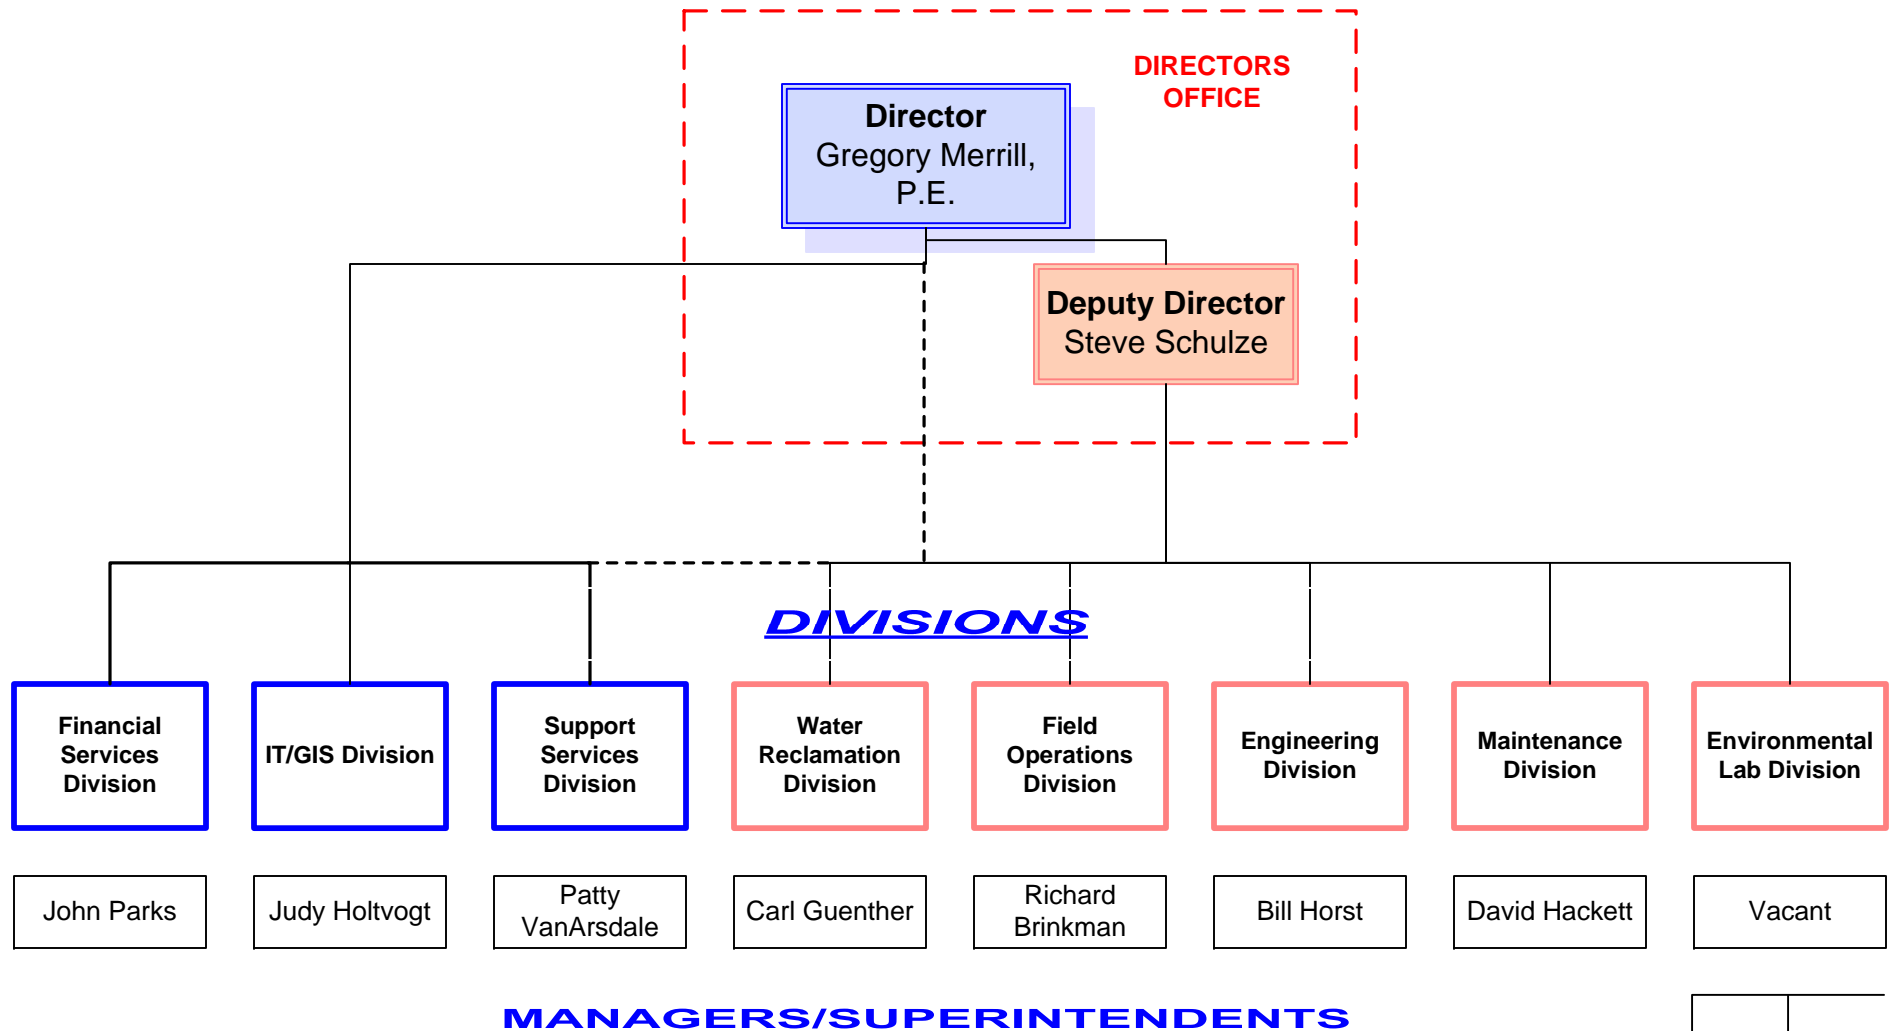 DIRECTORS
OFFICE
Director
Gregory Merrill,
P.E.
Deputy Director
Steve Schulze
DIVISIONS
Financial
Services
Division
IT/GIS Division
Support
Services
Division
Water
Reclamation
Division
Field
Operations
Division
Engineering
Division
Maintenance
Division
Environmental
Lab Division
John Parks
Judy Holtvogt
Patty
VanArsdale
Carl Guenther
Richard
Brinkman
Bill Horst
David Hackett
Vacant
MANAGERS/SUPERINTENDENTS